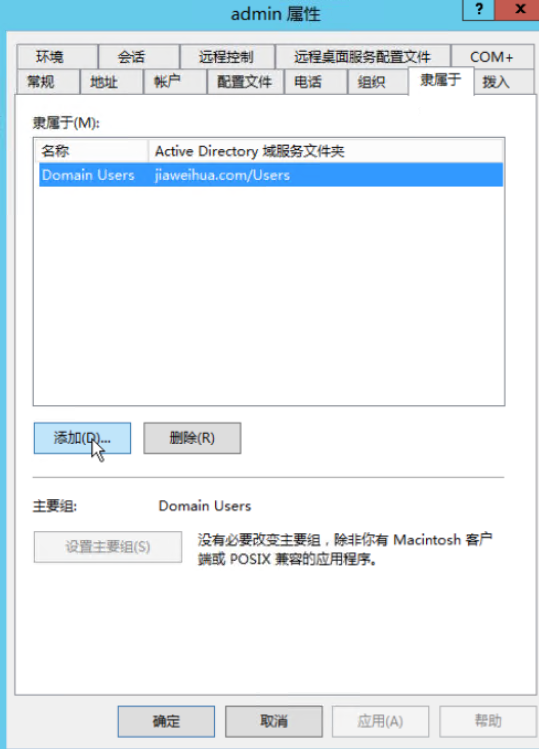 admin 属性
?
x
环境
会话
远程控制
远程桌面服务配置文件
COM+
常规
地址
帐户
配置文件
电话
组织
隶属于
拨入
隶属于(M):
名称
Active Directory 域服务文件夹
Domain Users
jiaweihua.com/Users
添加(D)...
删除(R)
主要组:
Domain Users
设置主要组(S)
没有必要改变主要组，除非你有 Macintosh 客户
端或 POSIX 兼容的应用程序。
确定
取消
应用(A)
帮助